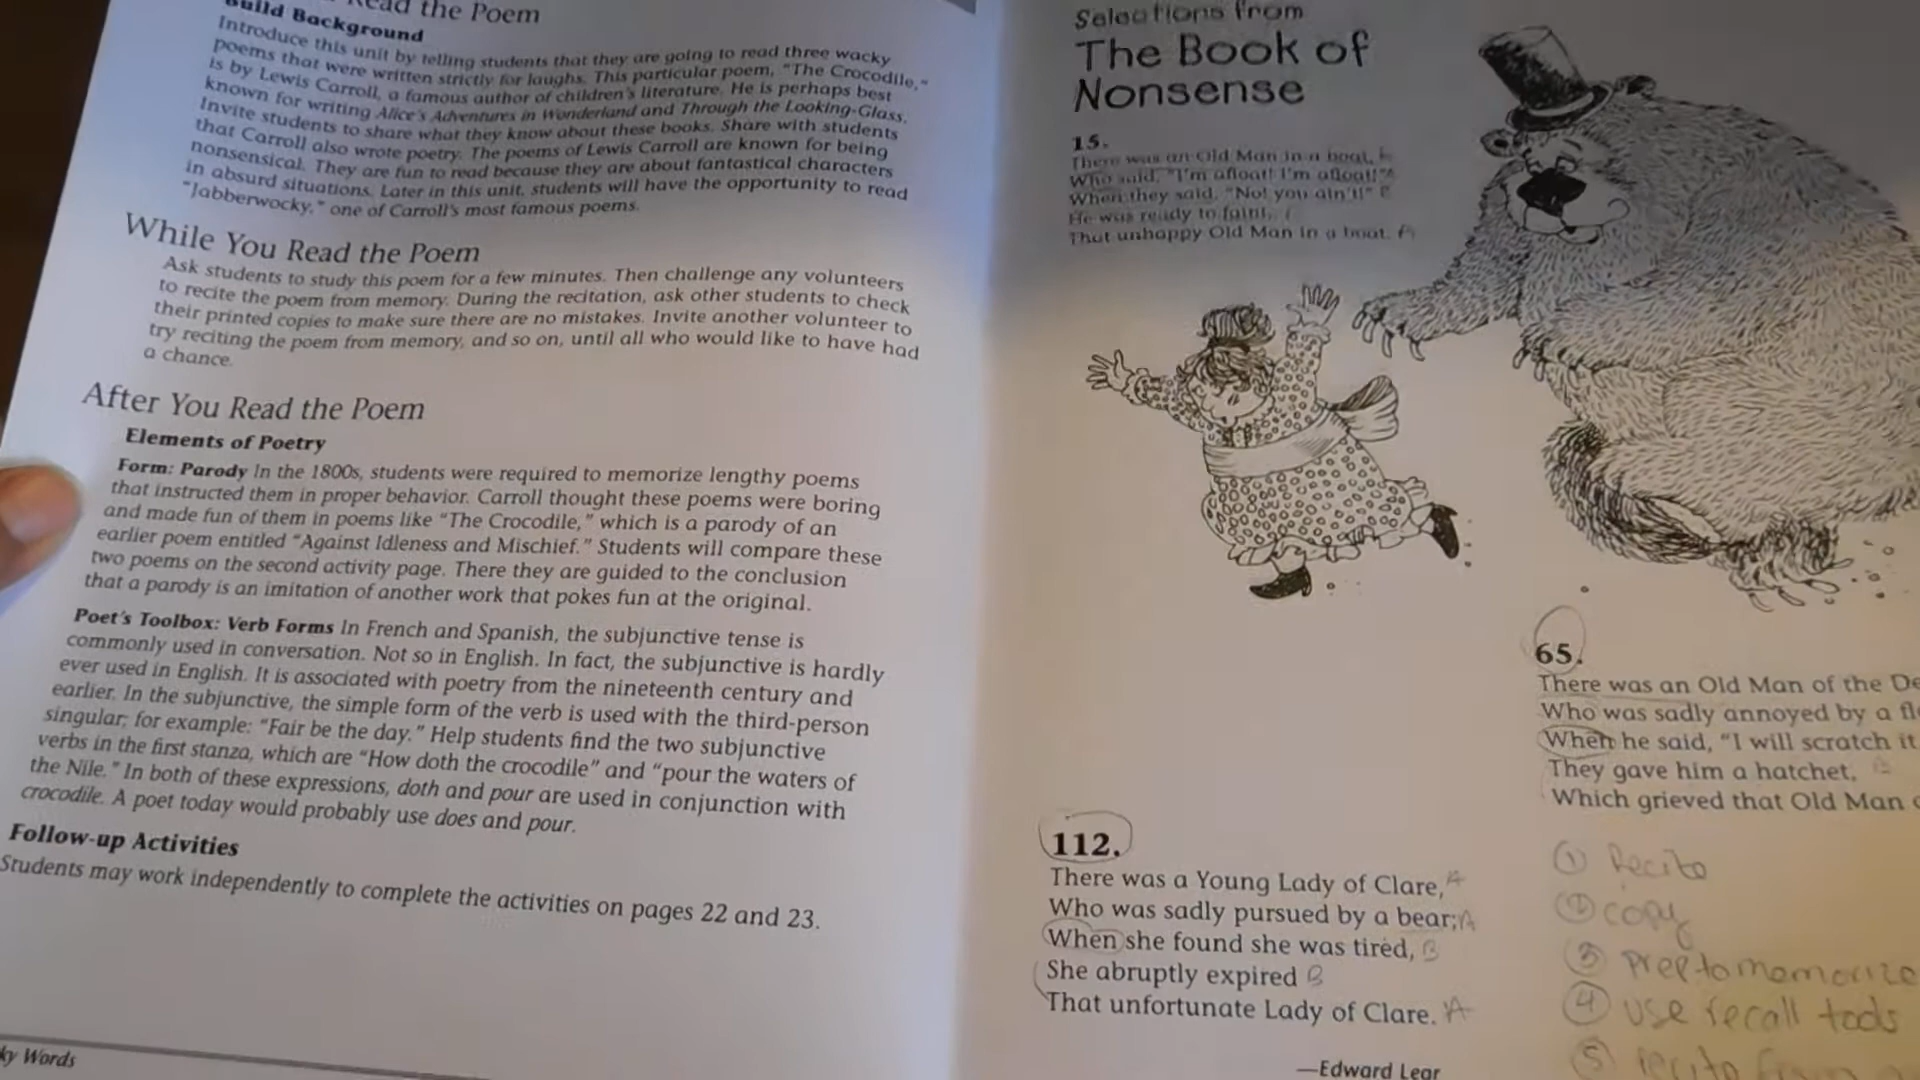 Read the Poem
Build Background
Introduce this unit by telling students that they are going to read three wacky
poems that were written strictly for laughs. This particular poem, "The Crocodile,"
is by Lewis Carroll, a famous author of children's literature. He is perhaps best
known for writing Alice's Adventures in Wonderland and Through the Looking-Glass.
Invite students to share what they know about these books. Share with students
that Carroll also wrote poetry. The poems of Lewis Carroll are known for being
nonsensical. They are fun to read because they are about fantastical characters
in absurd situations. Later in this unit, students will have the opportunity to read
"Jabberwocky," one of Carroll's most famous poems.
While You Read the Poem
Ask students to study this poem for a few minutes. Then challenge any volunteers
to recite the poem from memory. During the recitation, ask other students to check
their printed copies to make sure there are no mistakes. Invite another volunteer to
try reciting the poem from memory, and so on, until all who would like to have had
a chance.
After You Read the Poem
Elements of Poetry
Form: Parody In the 1800s, students were required to memorize lengthy poems
that instructed them in proper behavior. Carroll thought these poems were boring
and made fun of them in poems like "The Crocodile," which is a parody of an
earlier poem entitled "Against Idleness and Mischief." Students will compare these
two poems on the second activity page. There they are guided to the conclusion
that a parody is an imitation of another work that pokes fun at the original.
Poet's Toolbox: Verb Forms In French and Spanish, the subjunctive tense is
commonly used in conversation. Not so in English. In fact, the subjunctive is hardly
ever used in English. It is associated with poetry from the nineteenth century and
earlier. In the subjunctive, the simple form of the verb is used with the third-person
singular; for example: "Fair be the day." Help students find the two subjunctive
verbs in the first stanza, which are "How doth the crocodile" and "pour the waters of
the Nile." In both of these expressions, doth and pour are used in conjunction with
crocodile. A poet today would probably use does and pour.
Follow-up Activities
Students may work independently to complete the activities on pages 22 and 23.
Words
Selections from
The Book of
Nonsense
15.
There was an Old Man in a boat,
Who said, "I'm afloat! I'm afloat!" A
When they said, "No! you ain't!" B
He was ready to faint,
That unhappy Old Man in a boat. A
65.
There was an Old Man of the
Who was sadly annoyed by a
When he said, "I will scratch it
They gave him a hatchet,
Which grieved that Old Man
112.
There was a Young Lady of Clare, A
Who was sadly pursued by a bear; A
When she found she was tired, B
She abruptly expired B
That unfortunate Lady of Clare. A
—Edward Lear
① Recite
② copy
③ prep to memorize
④ use recall tools
⑤ recite from